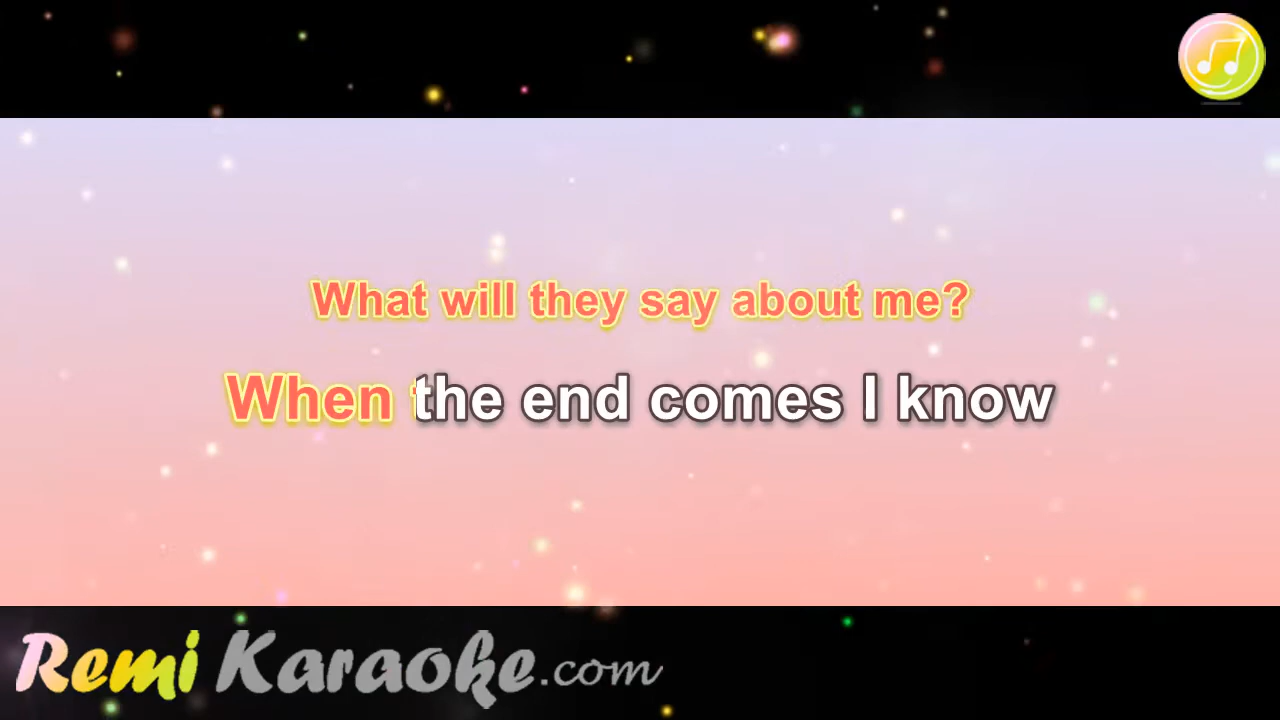 What will they say about me?
When the end comes I know
Remi Karaoke.com